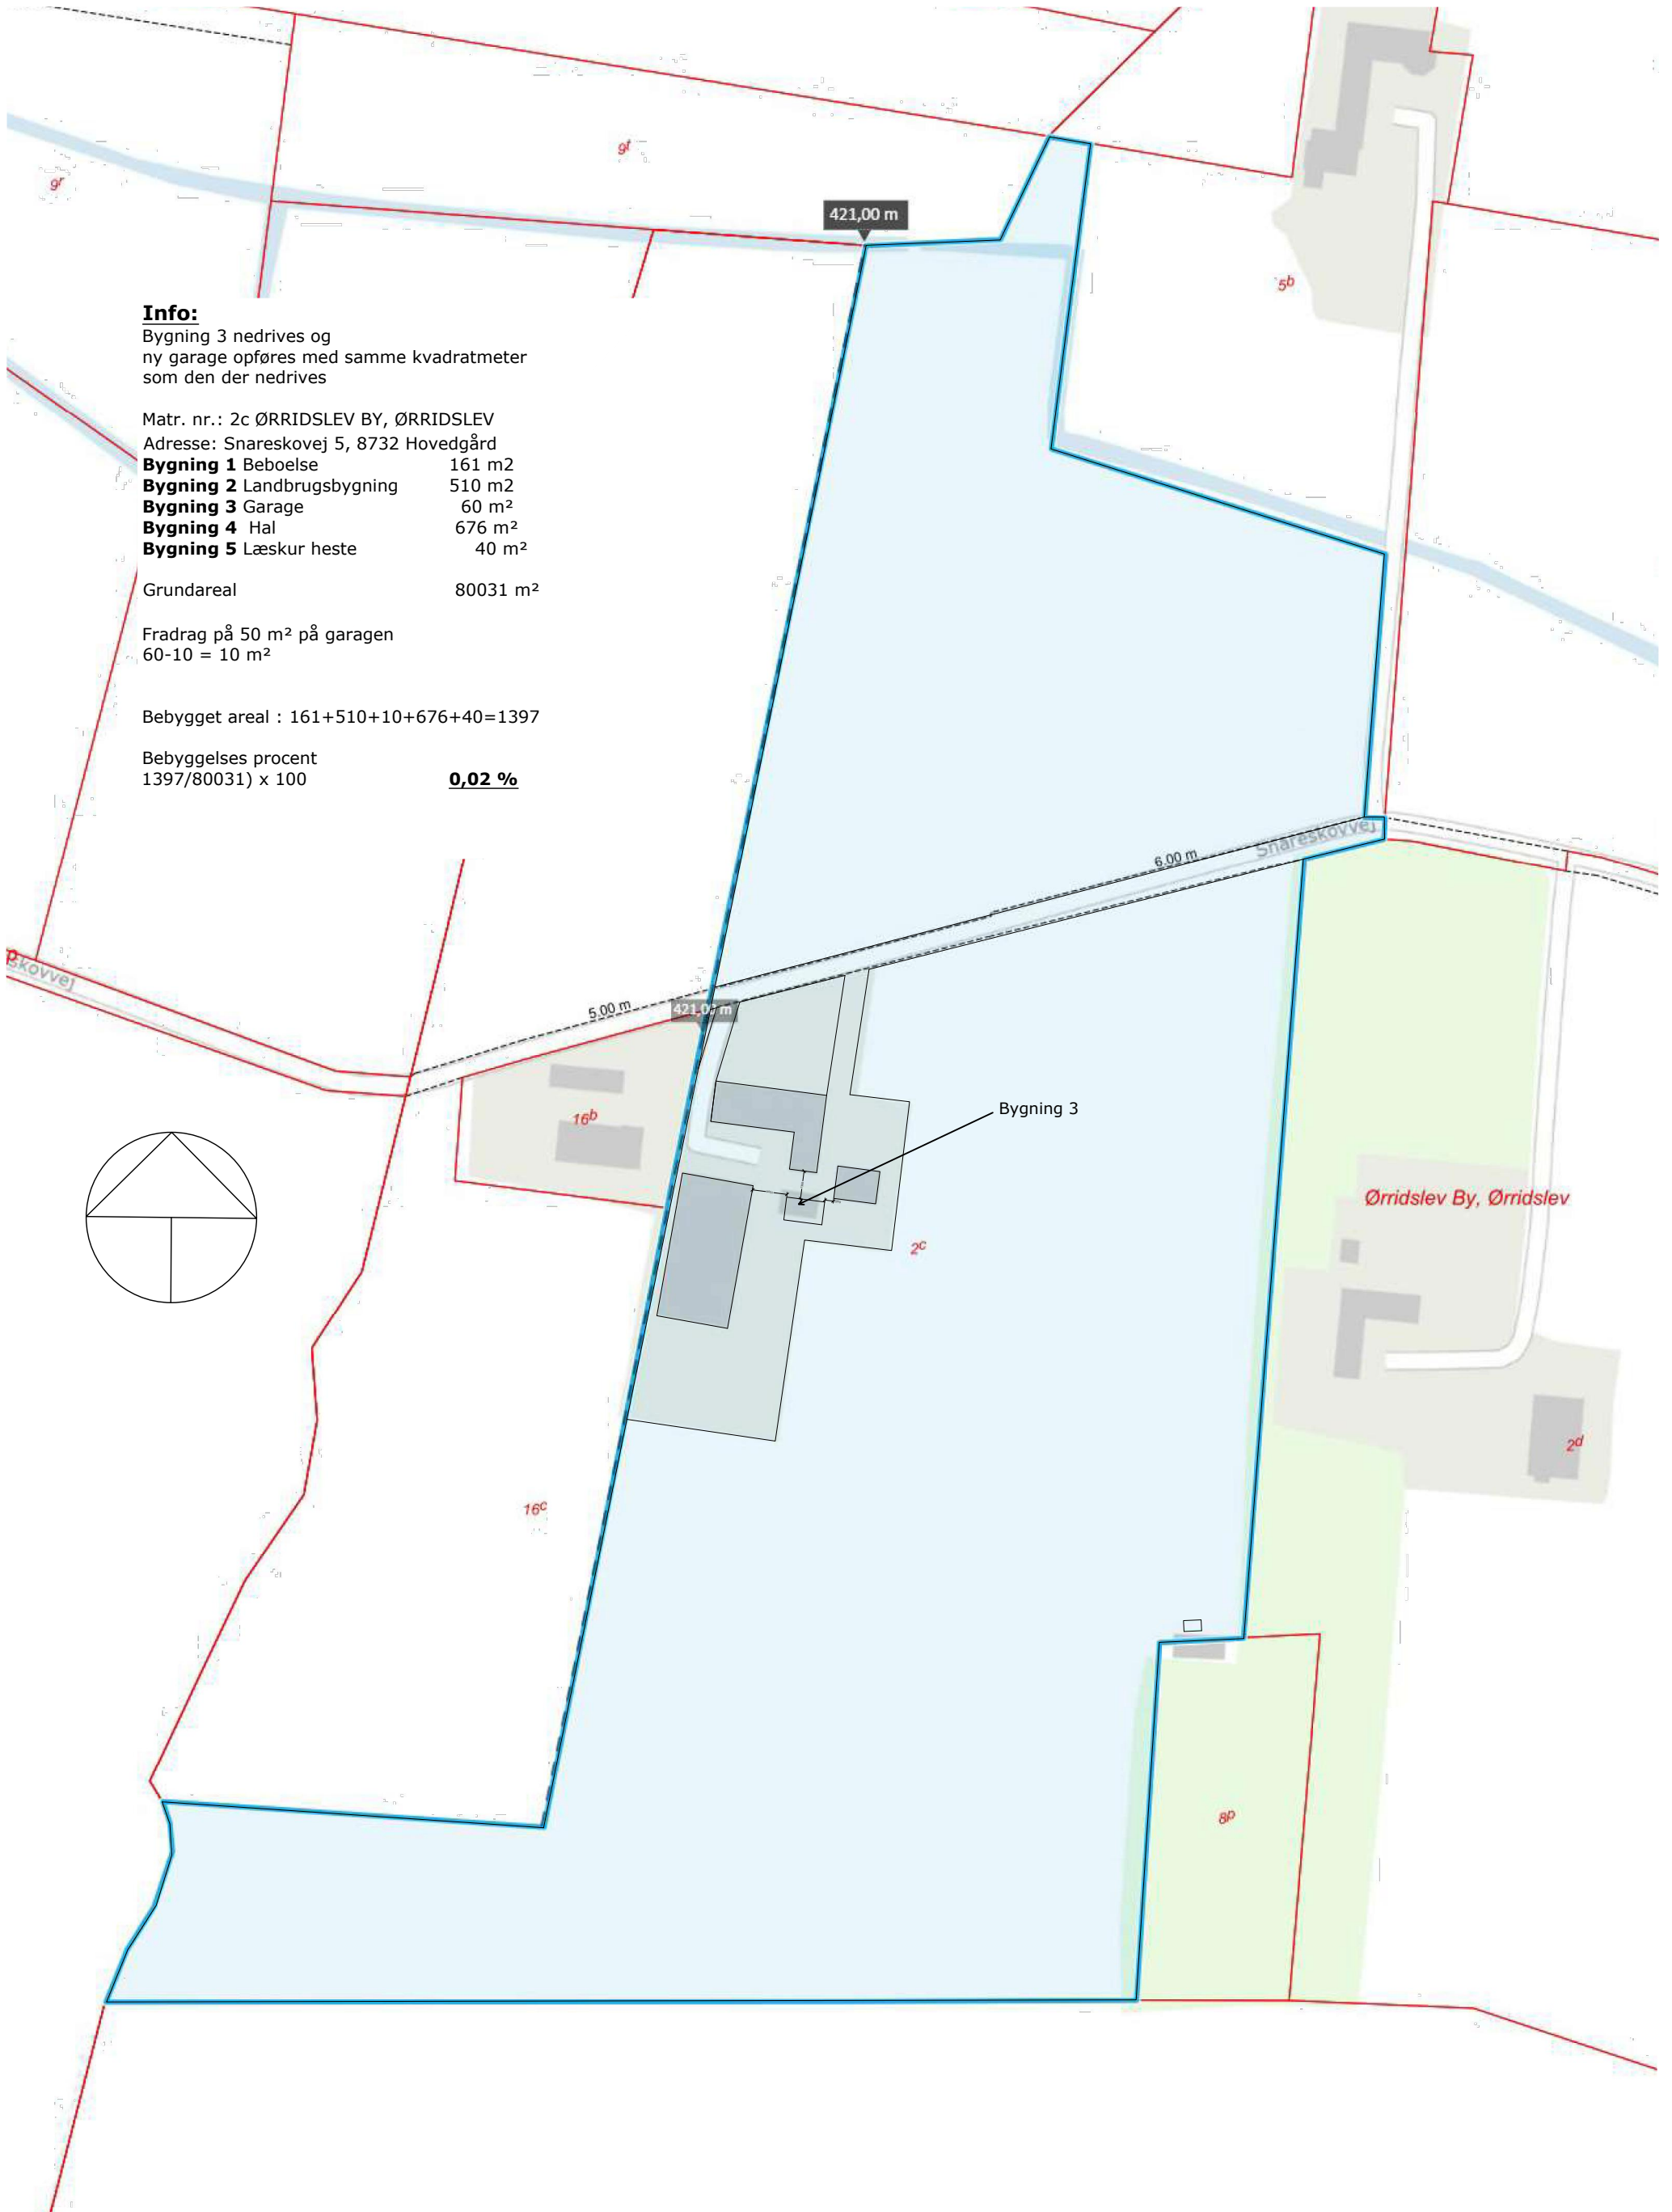 9f
9r
421,00 m
5b
Info:
Bygning 3 nedrives og
ny garage opføres med samme kvadratmeter
som den der nedrives
Matr. nr.: 2c ØRRIDSLEV BY, ØRRIDSLEV
Adresse: Snareskovej 5, 8732 Hovedgård
Bygning 1 Beboelse 161 m2
Bygning 2 Landbrugsbygning 510 m2
Bygning 3 Garage 60 m²
Bygning 4 Hal 676 m²
Bygning 5 Læskur heste 40 m²
Grundareal 80031 m²
Fradrag på 50 m² på garagen
60-10 = 10 m²
Bebygget areal : 161+510+10+676+40=1397
Bebyggelses procent
1397/80031) x 100 0,02 %
Snareskovvej
6.00 m
skovvej
5.00 m
421,00 m
16b
Bygning 3
Ørridslev By, Ørridslev
2c
2d
16c
8p